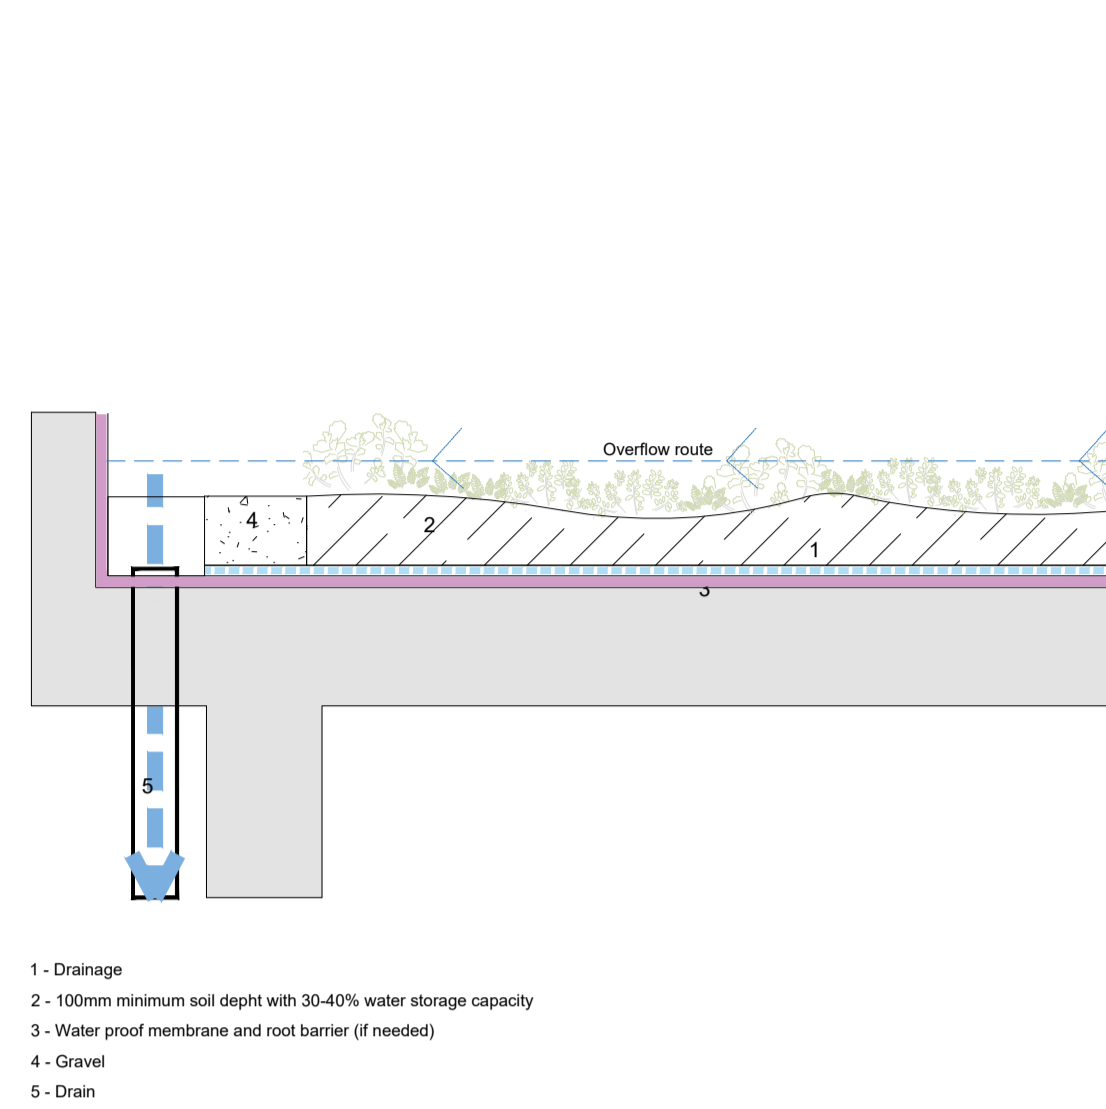 Overflow route
4
2
1
3
5
1 - Drainage
2 - 100mm minimum soil depht with 30-40% water storage capacity
3 - Water proof membrane and root barrier (if needed)
4 - Gravel
5 - Drain